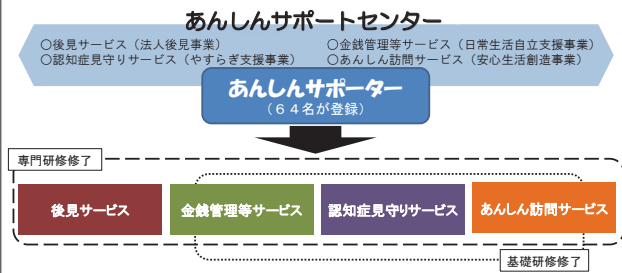 あんしんサポートセンター
○後見サービス（法人後見事業）　○金銭管理等サービス（日常生活自立支援事業）
○認知症見守りサービス（やすらぎ支援事業）　○あんしん訪問サービス（安心生活創造事業）
あんしんサポーター
（６４名が登録）
専門研修修了
後見サービス　金銭管理等サービス　認知症見守りサービス　あんしん訪問サービス
基礎研修修了